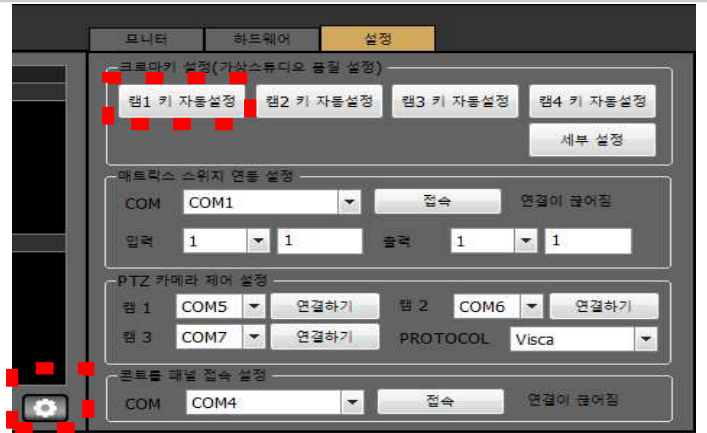 모니터 하드웨어 설정
크로마키 설정(가상스튜디오 품질 설정)
캠1 키 자동설정 캠2 키 자동설정 캠3 키 자동설정 캠4 키 자동설정
세부 설정
매트릭스 스위치 연동 설정
COM COM1 접속 연결이 끊어짐
입력 1 1 출력 1 1
PTZ 카메라 제어 설정
캠 1 COM5 연결하기 캠 2 COM6 연결하기
캠 3 COM7 연결하기 PROTOCOL Visca
콘트롤 패널 접속 설정
COM COM4 접속 연결이 끊어짐